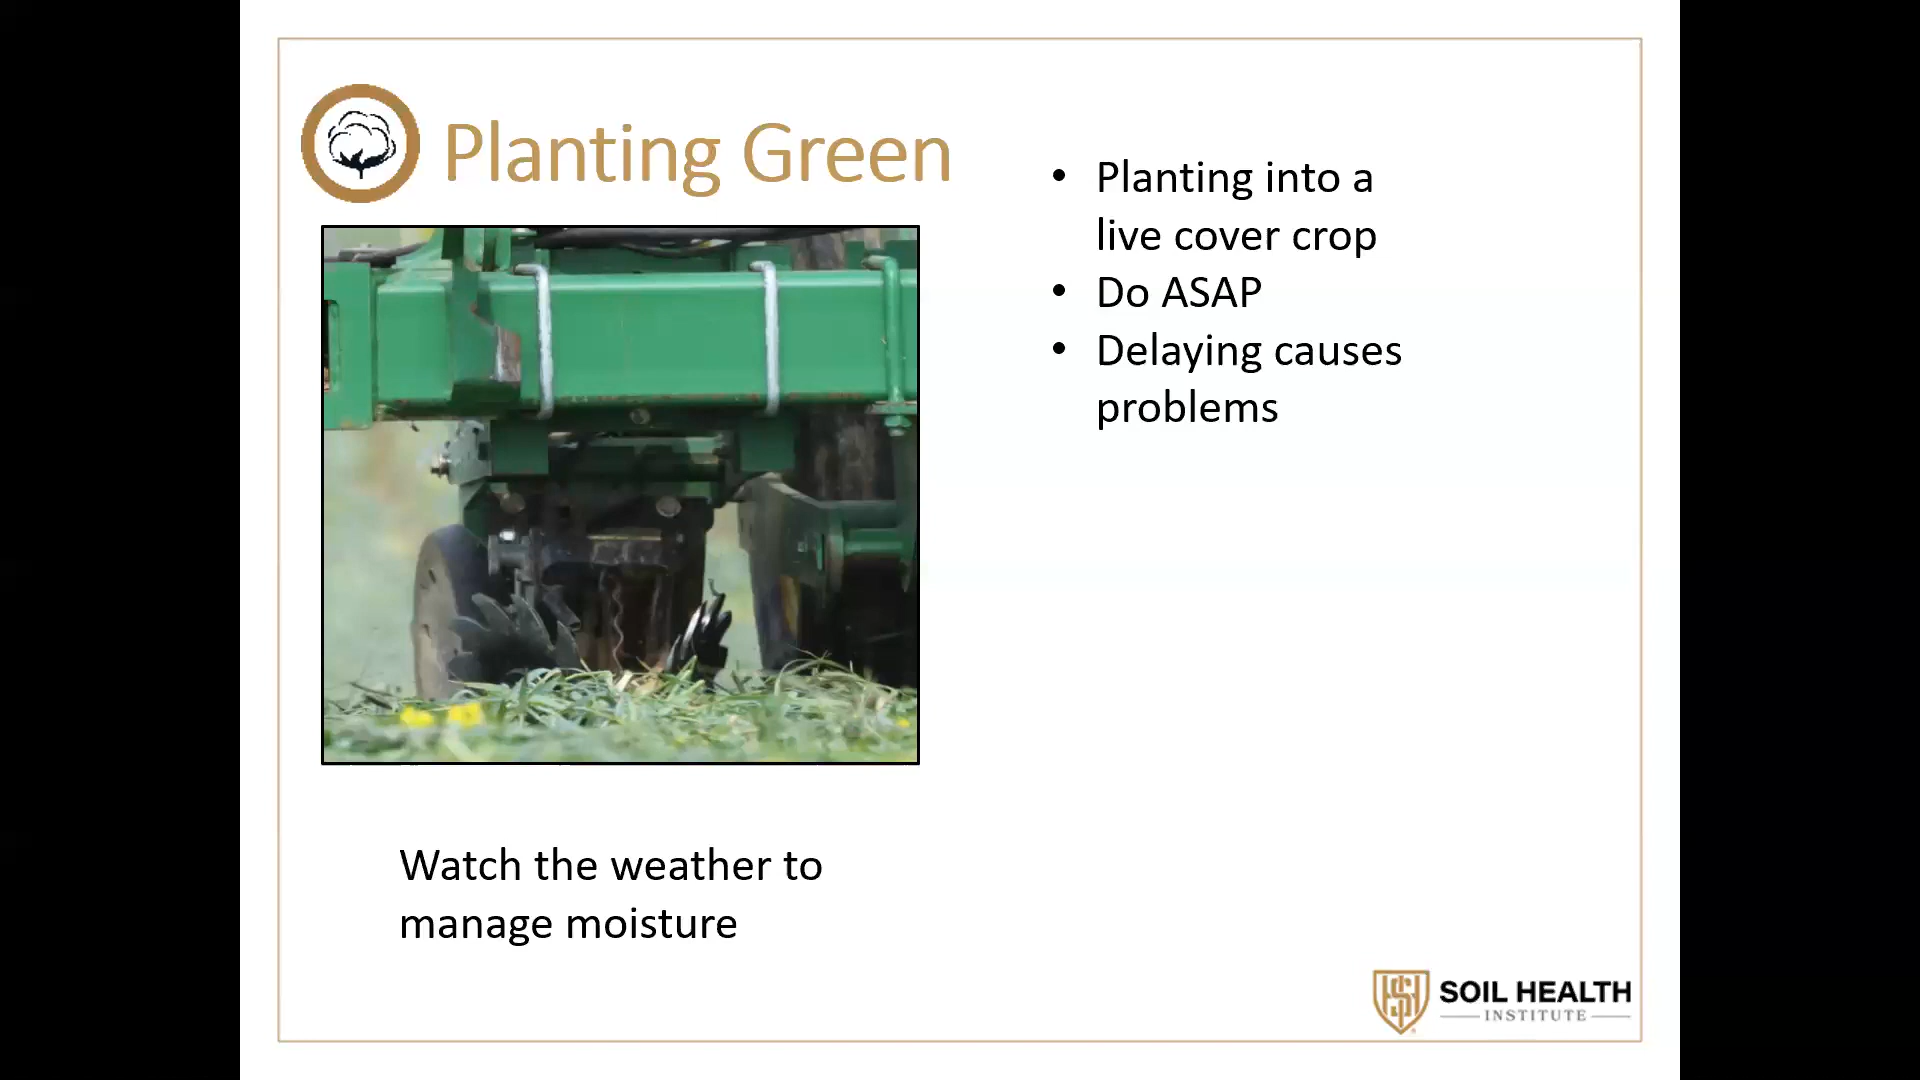 Planting Green
• Planting into a
live cover crop
• Do ASAP
• Delaying causes
problems
Watch the weather to
manage moisture
SOIL HEALTH
INSTITUTE